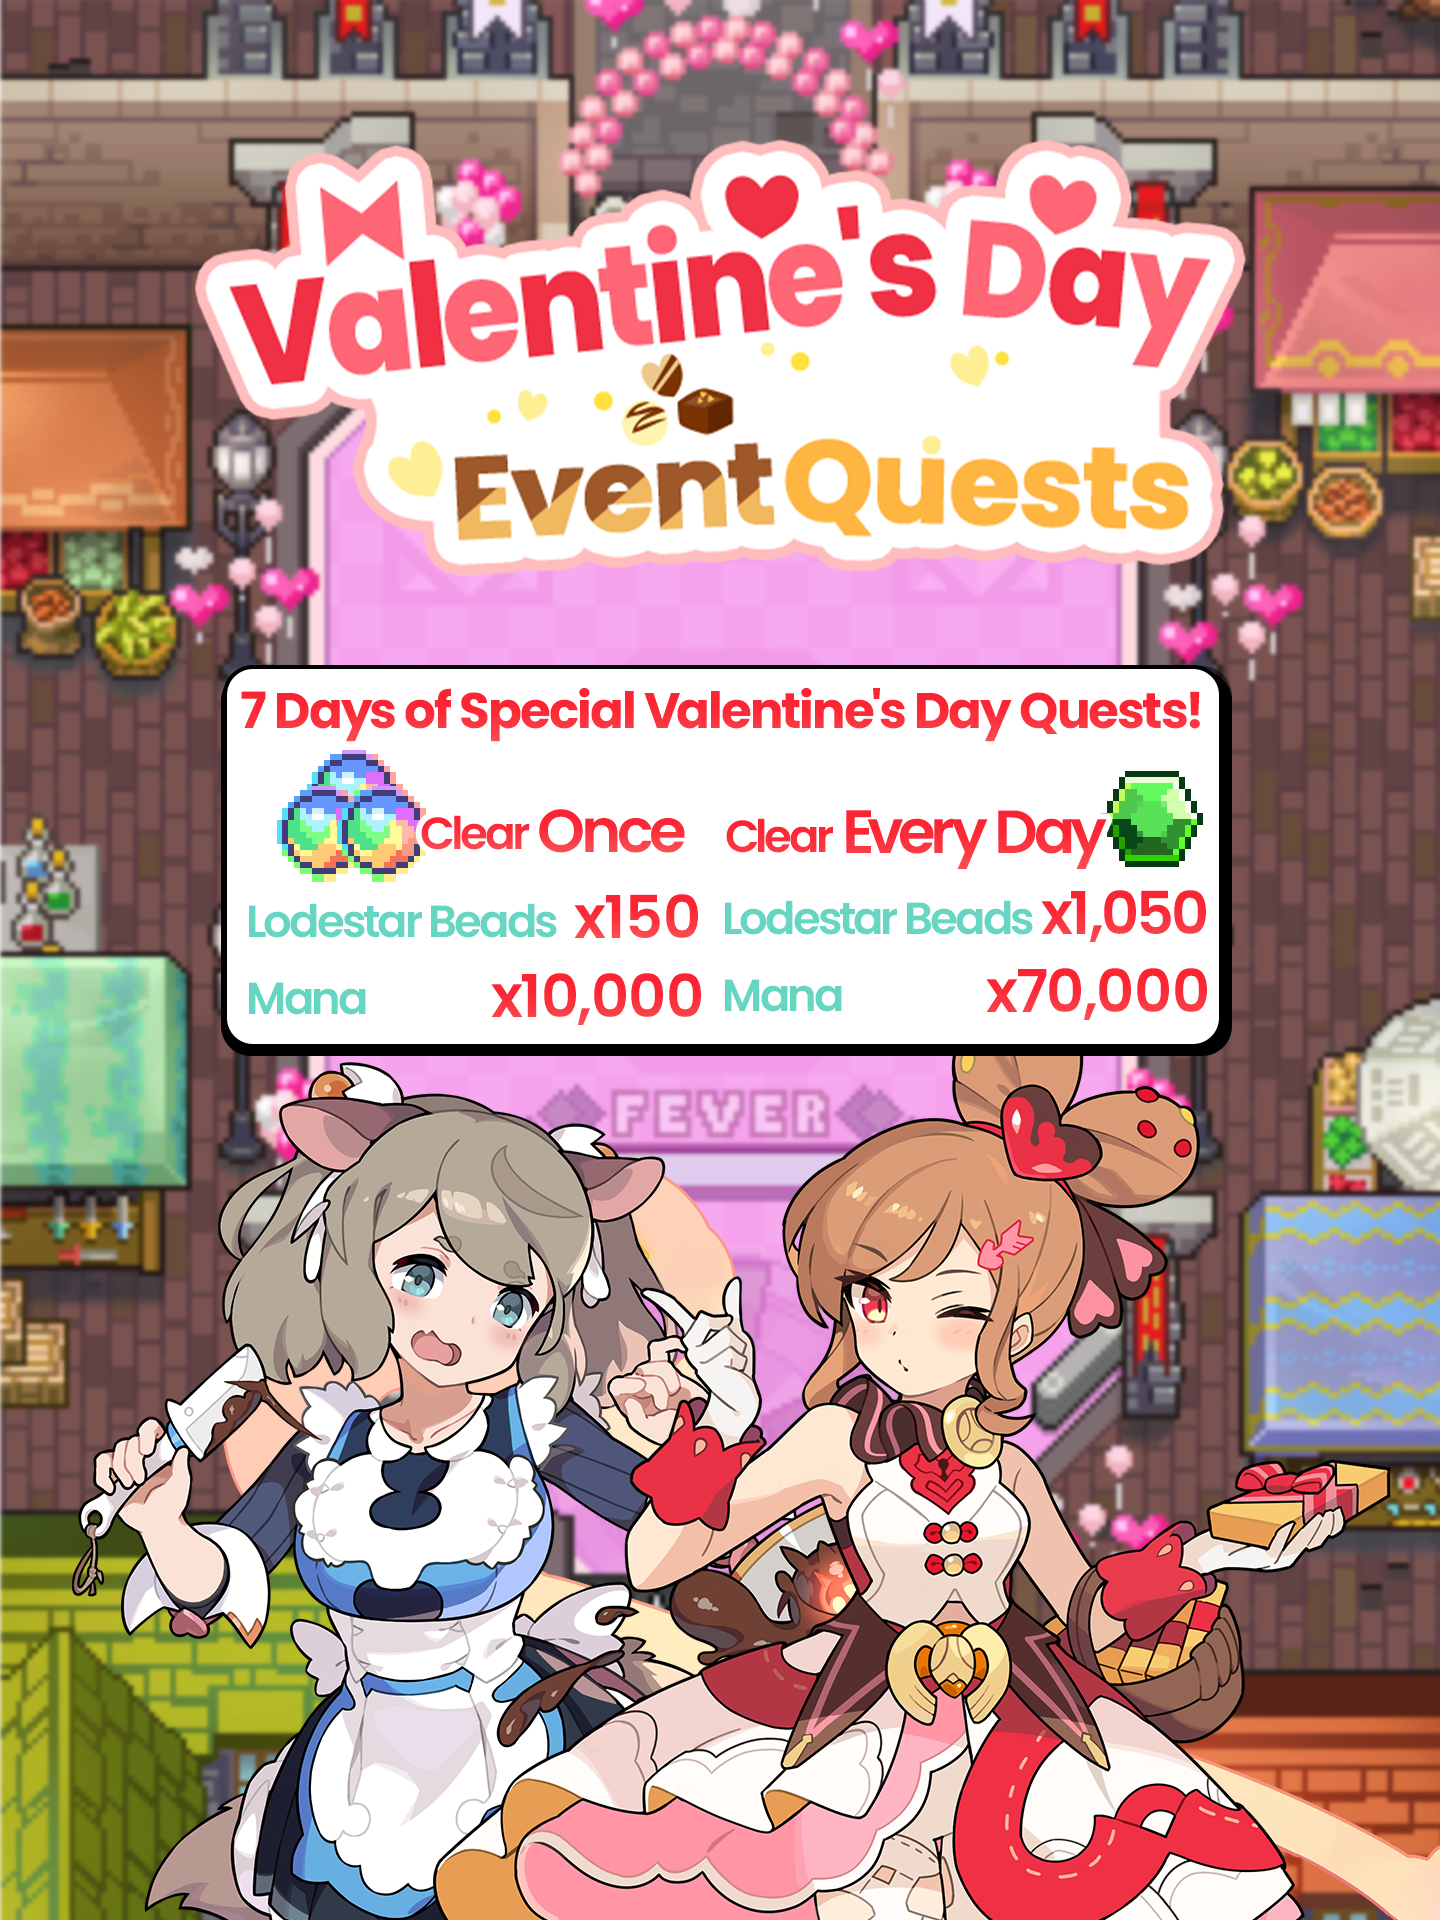 Valentine's Day
Event Quests
7 Days of Special Valentine's Day Quests!
Clear Once
Clear Every Day
Lodestar Beads x150
Lodestar Beads x1,050
Mana x10,000
Mana x70,000
FEVER